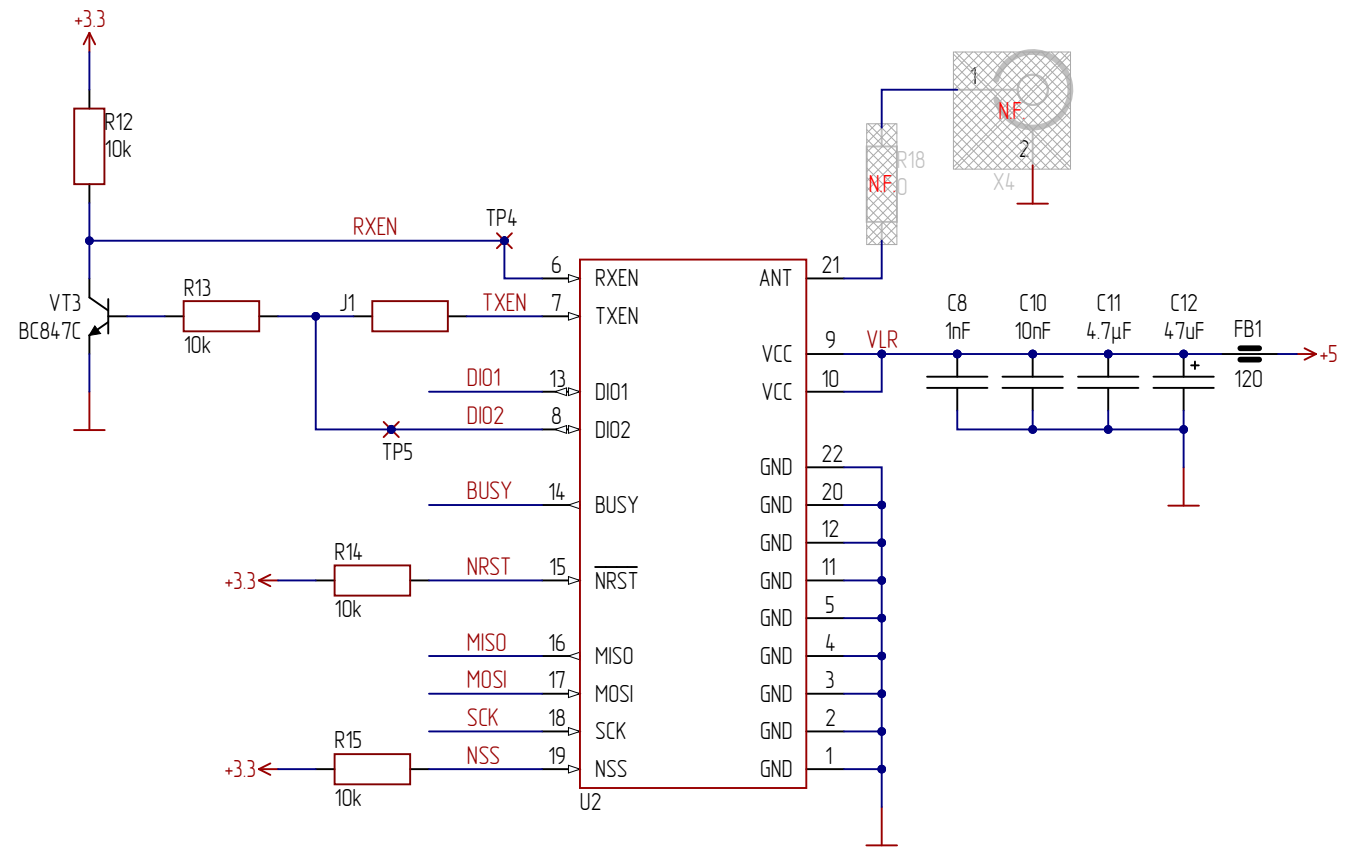 +3.3
R12
10k
1
N.F.
2
X4
R18
0
N.F.
RXEN
TP4
6
RXEN
ANT
21
VT3
BC847C
R13
10k
J1
TXEN
7
TXEN
C8
1nF
C10
10nF
C11
4.7µF
C12
47uF
+
FB1
120
+5
VCC
9
VLR
VCC
10
DIO1
13
DIO1
DIO2
8
DIO2
TP5
GND
22
BUSY
14
BUSY
GND
20
GND
12
R14
10k
+3.3
NRST
15
NRST
GND
11
GND
5
MISO
16
MISO
GND
4
MOSI
17
MOSI
GND
3
SCK
18
SCK
GND
2
R15
10k
+3.3
NSS
19
NSS
GND
1
U2